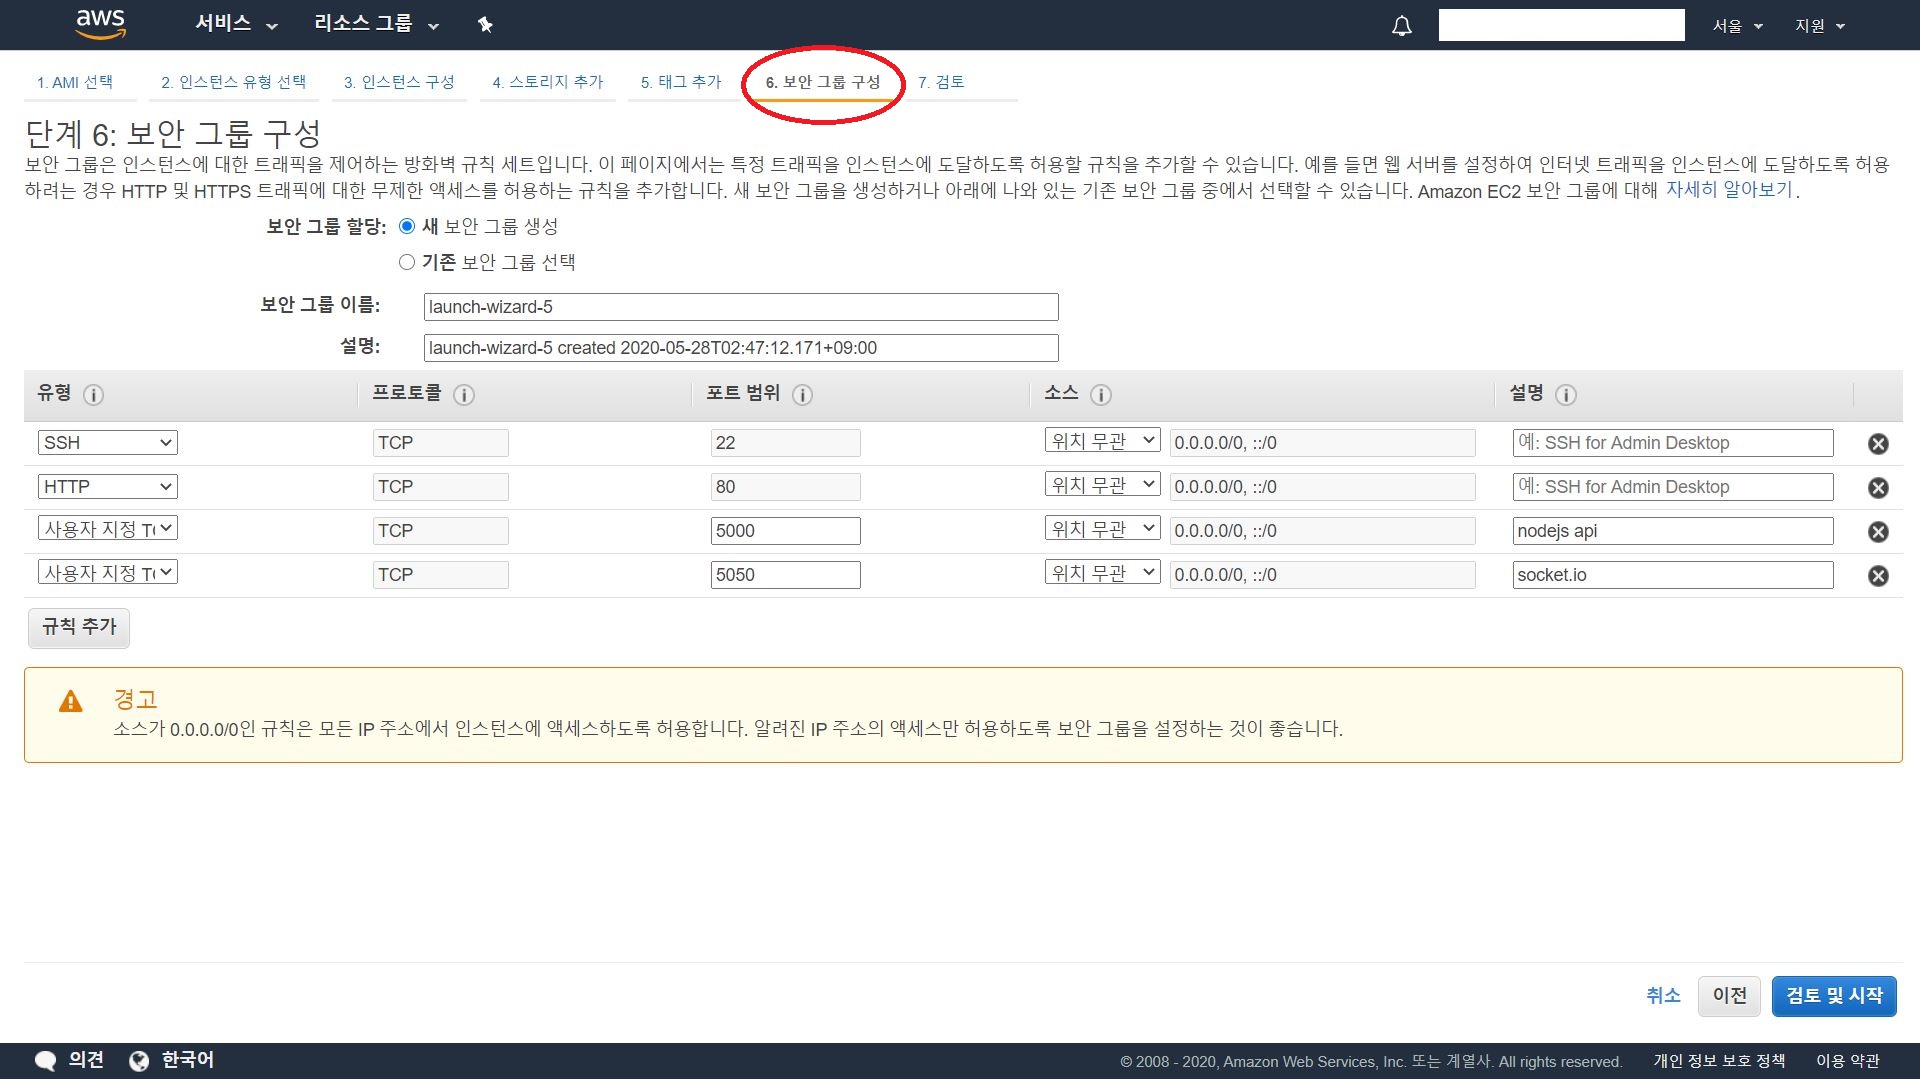 aws 서비스 리소스 그룹 서울 지원
1. AMI 선택 2. 인스턴스 유형 선택 3. 인스턴스 구성 4. 스토리지 추가 5. 태그 추가 6. 보안 그룹 구성 7. 검토
단계 6: 보안 그룹 구성
보안 그룹은 인스턴스에 대한 트래픽을 제어하는 방화벽 규칙 세트입니다. 이 페이지에서는 특정 트래픽을 인스턴스에 도달하도록 허용할 규칙을 추가할 수 있습니다. 예를 들면 웹 서버를 설정하여 인터넷 트래픽을 인스턴스에 도달하도록 허용
하려는 경우 HTTP 및 HTTPS 트래픽에 대한 무제한 액세스를 허용하는 규칙을 추가합니다. 새 보안 그룹을 생성하거나 아래에 나와 있는 기존 보안 그룹 중에서 선택할 수 있습니다. Amazon EC2 보안 그룹에 대해 자세히 알아보기 .
보안 그룹 할당: 새 보안 그룹 생성
기존 보안 그룹 선택
보안 그룹 이름: launch-wizard-5
설명: launch-wizard-5 created 2020-05-28T02:47:12.171+09:00
유형 프로토콜 포트 범위 소스 설명
SSH TCP 22 위치 무관 0.0.0.0/0, ::/0 예: SSH for Admin Desktop
HTTP TCP 80 위치 무관 0.0.0.0/0, ::/0 예: SSH for Admin Desktop
사용자 지정 TCP 5000 위치 무관 0.0.0.0/0, ::/0 nodejs api
사용자 지정 TCP 5050 위치 무관 0.0.0.0/0, ::/0 socket.io
규칙 추가
경고
소스가 0.0.0.0/0인 규칙은 모든 IP 주소에서 인스턴스에 액세스하도록 허용합니다. 알려진 IP 주소의 액세스만 허용하도록 보안 그룹을 설정하는 것이 좋습니다.
취소 이전 검토 및 시작
의견 한국어 © 2008 - 2020, Amazon Web Services, Inc. 또는 계열사. All rights reserved. 개인 정보 보호 정책 이용 약관